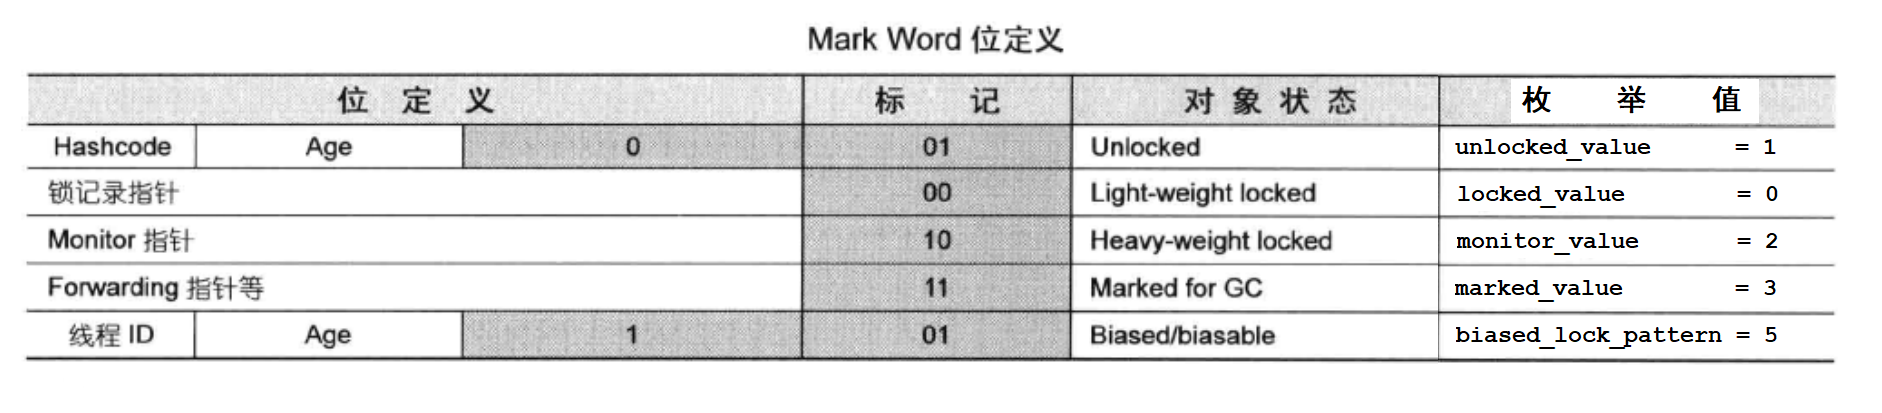 Mark Word 位定义
位 定 义 标 记 对 象 状 态 枚 举 值
Hashcode Age 0 01 Unlocked unlocked_value = 1
锁记录指针 00 Light-weight locked locked_value = 0
Monitor 指针 10 Heavy-weight locked monitor_value = 2
Forwarding 指针等 11 Marked for GC marked_value = 3
线程 ID Age 1 01 Biased/biasable biased_lock_pattern = 5